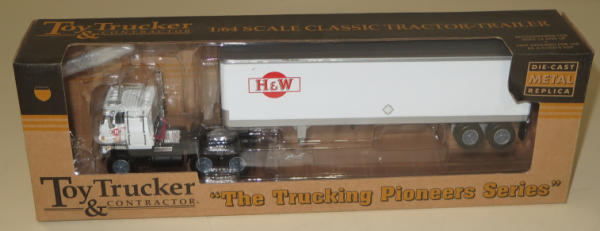 Toy Trucker
& CONTRACTOR
1:64 SCALE CLASSIC TRACTOR-TRAILER
H&W
DIE-CAST
METAL
REPLICA
Toy Trucker
& CONTRACTOR
"The Trucking Pioneers Series"